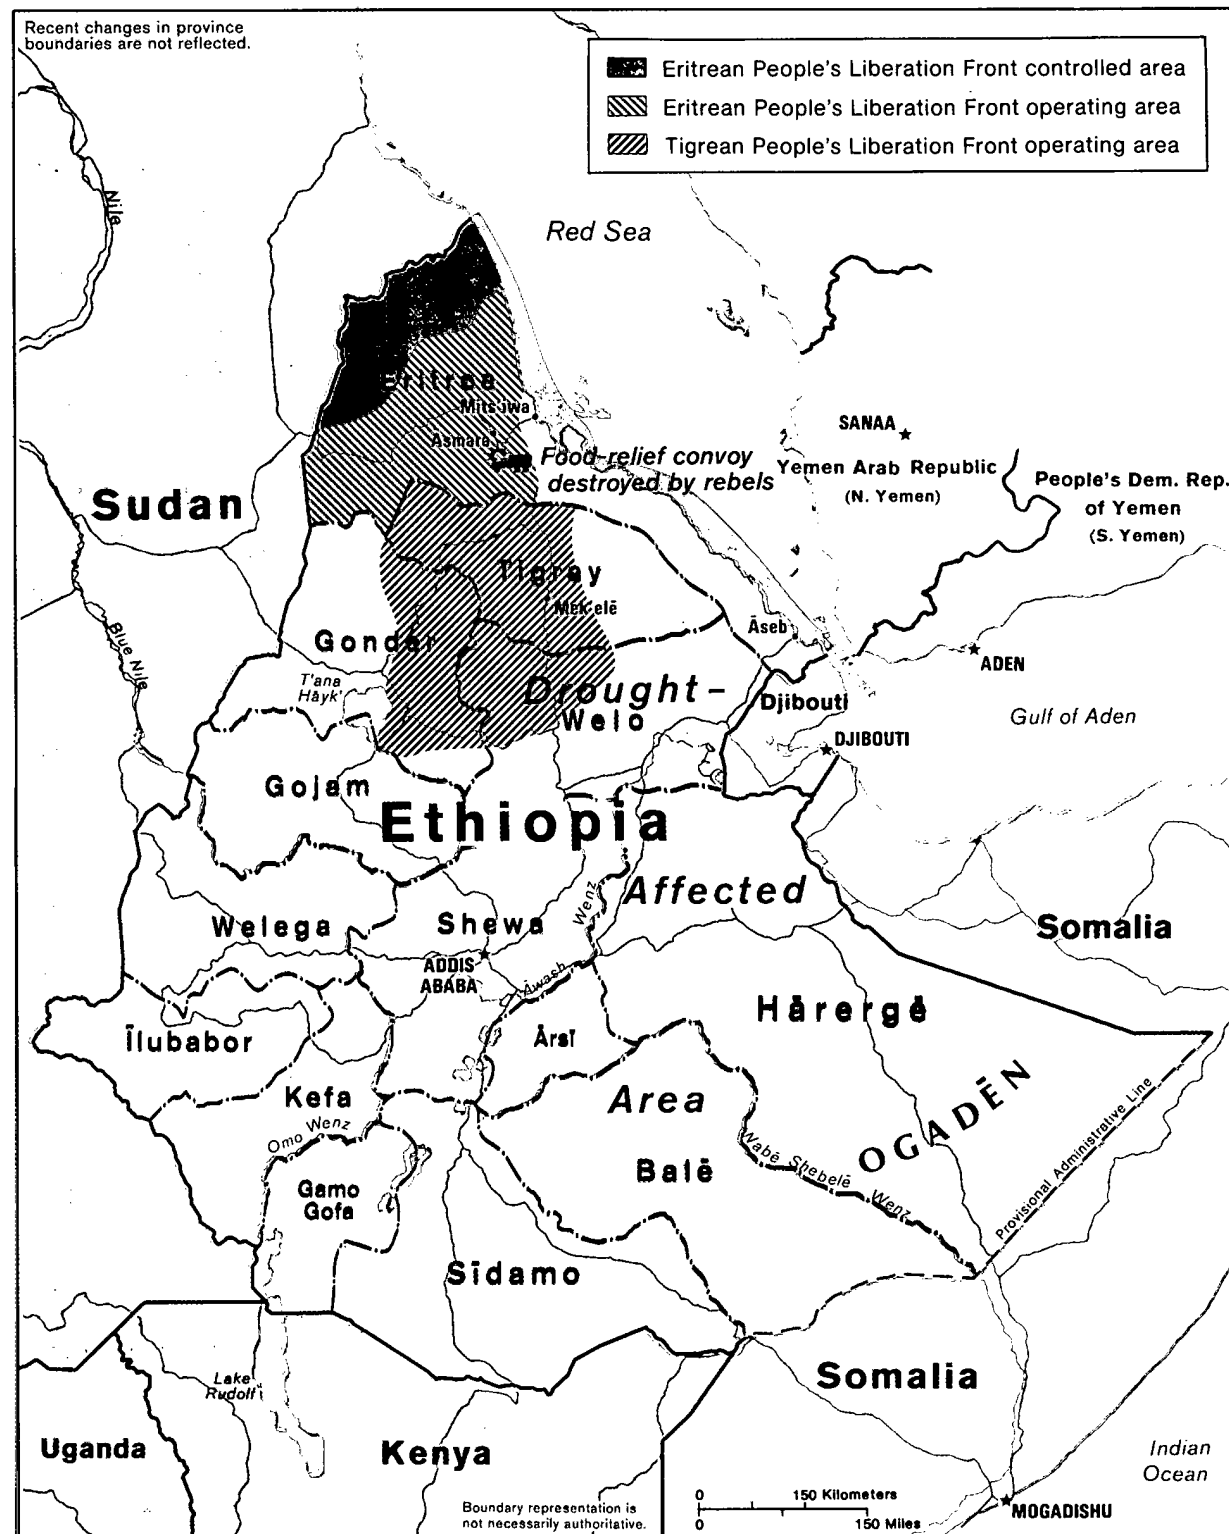 Recent changes in province
boundaries are not reflected.
Eritrean People's Liberation Front controlled area
Eritrean People's Liberation Front operating area
Tigrean People's Liberation Front operating area
Nile
Red Sea
Eritrea
Mits'iwa
Asmara
SANAA
Food-relief convoy
destroyed by rebels
Yemen Arab Republic
(N. Yemen)
People's Dem. Rep.
of Yemen
(S. Yemen)
Sudan
Tigray
Mek'elē
Āseb
ADEN
Blue Nile
Gondar
T'ana
Hāyk'
Drought-
Welo
Djibouti
DJIBOUTI
Gulf of Aden
Gojam
Ethiopia
Affected
Wenz
Welega
Shewa
Somalia
ADDIS
ABABA
Āwash
Hārergē
Īlubabor
Ārsī
Kefa
Area
OGADĒN
Provisional Administrative Line
Omo Wenz
Balē
Wabē Shebelē Wenz
Gamo
Gofa
Sīdamo
Lake
Rudolf
Somalia
Uganda
Kenya
Indian
Ocean
Boundary representation is
not necessarily authoritative.
0 150 Kilometers
0 150 Miles
MOGADISHU